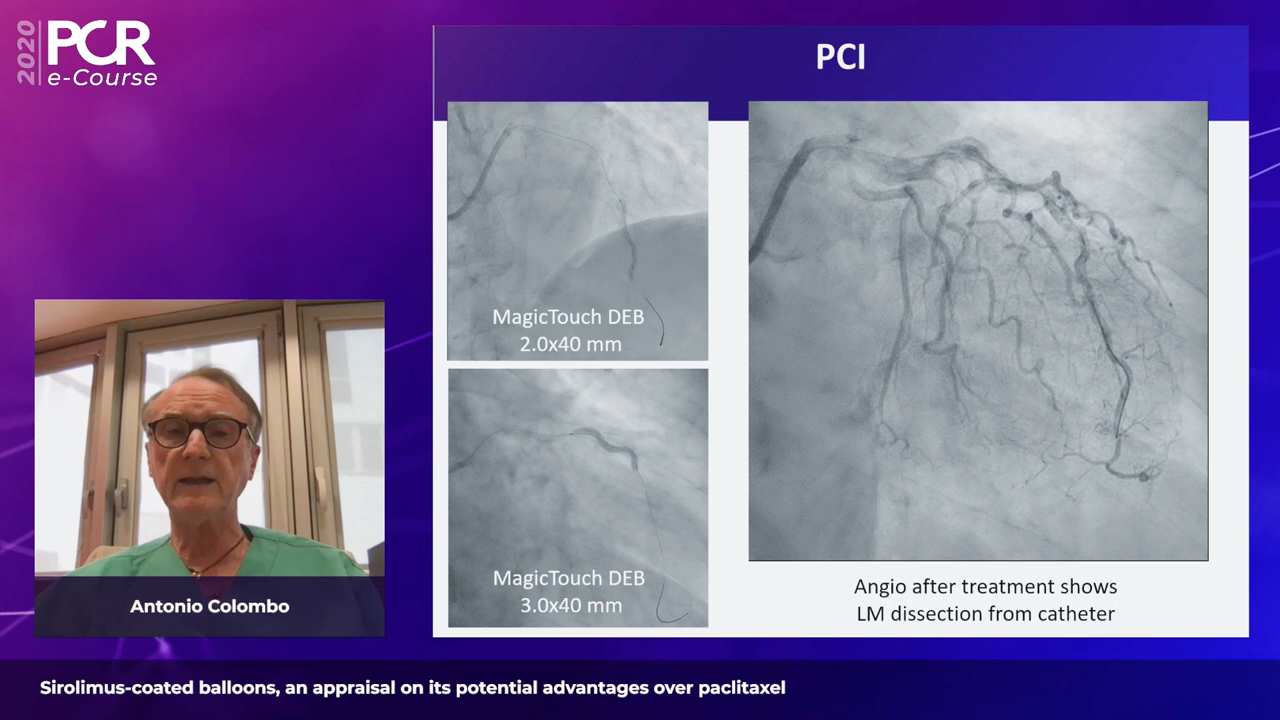 2020
PCR
e-Course
PCI
MagicTouch DEB
2.0x40 mm
MagicTouch DEB
3.0x40 mm
Angio after treatment shows
LM dissection from catheter
Antonio Colombo
Sirolimus-coated balloons, an appraisal on its potential advantages over paclitaxel